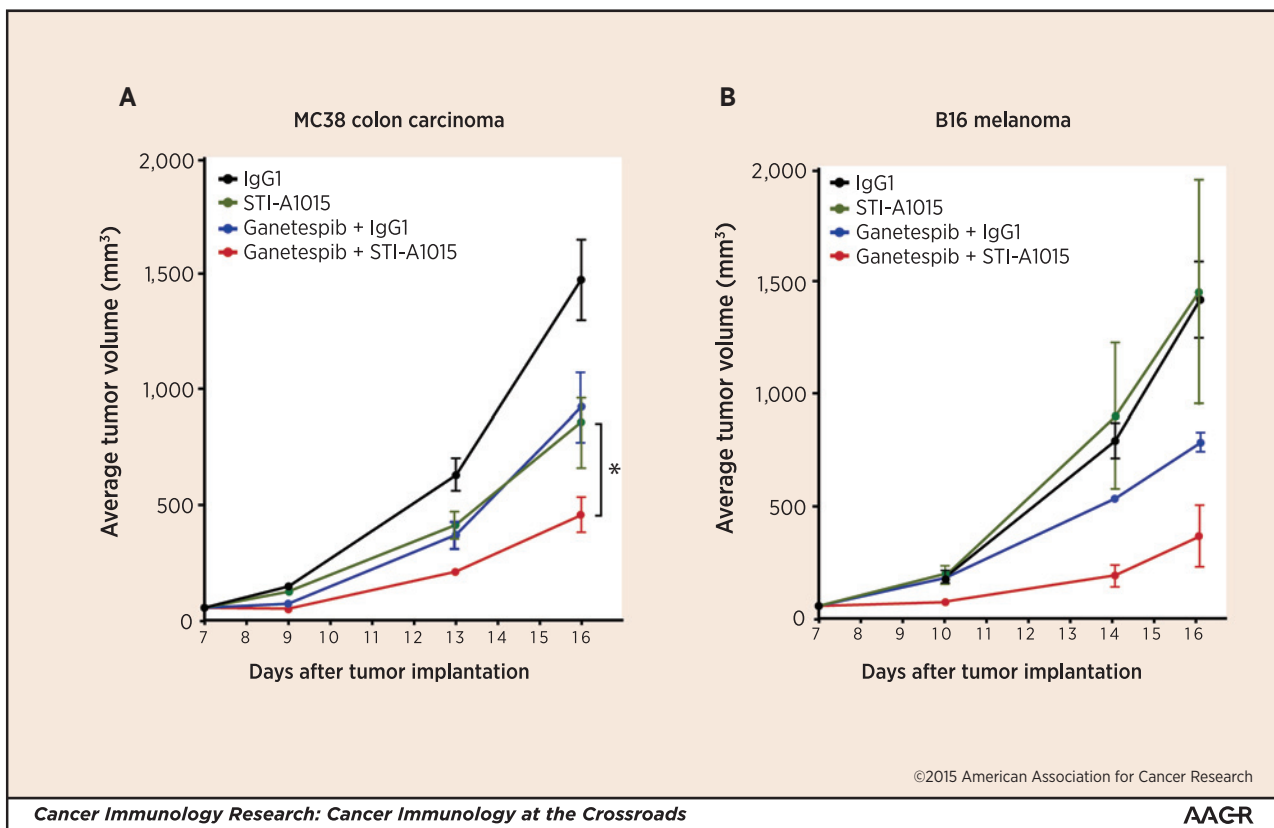 A
MC38 colon carcinoma
2,000
1,500
1,000
500
0
Average tumor volume (mm³)
IgG1
STI-A1015
Ganetespib + IgG1
Ganetespib + STI-A1015
*
7 8 9 10 11 12 13 14 15 16
Days after tumor implantation
B
B16 melanoma
2,000
1,500
1,000
500
0
Average tumor volume (mm³)
IgG1
STI-A1015
Ganetespib + IgG1
Ganetespib + STI-A1015
7 8 9 10 11 12 13 14 15 16
Days after tumor implantation
©2015 American Association for Cancer Research
Cancer Immunology Research: Cancer Immunology at the Crossroads
AACR